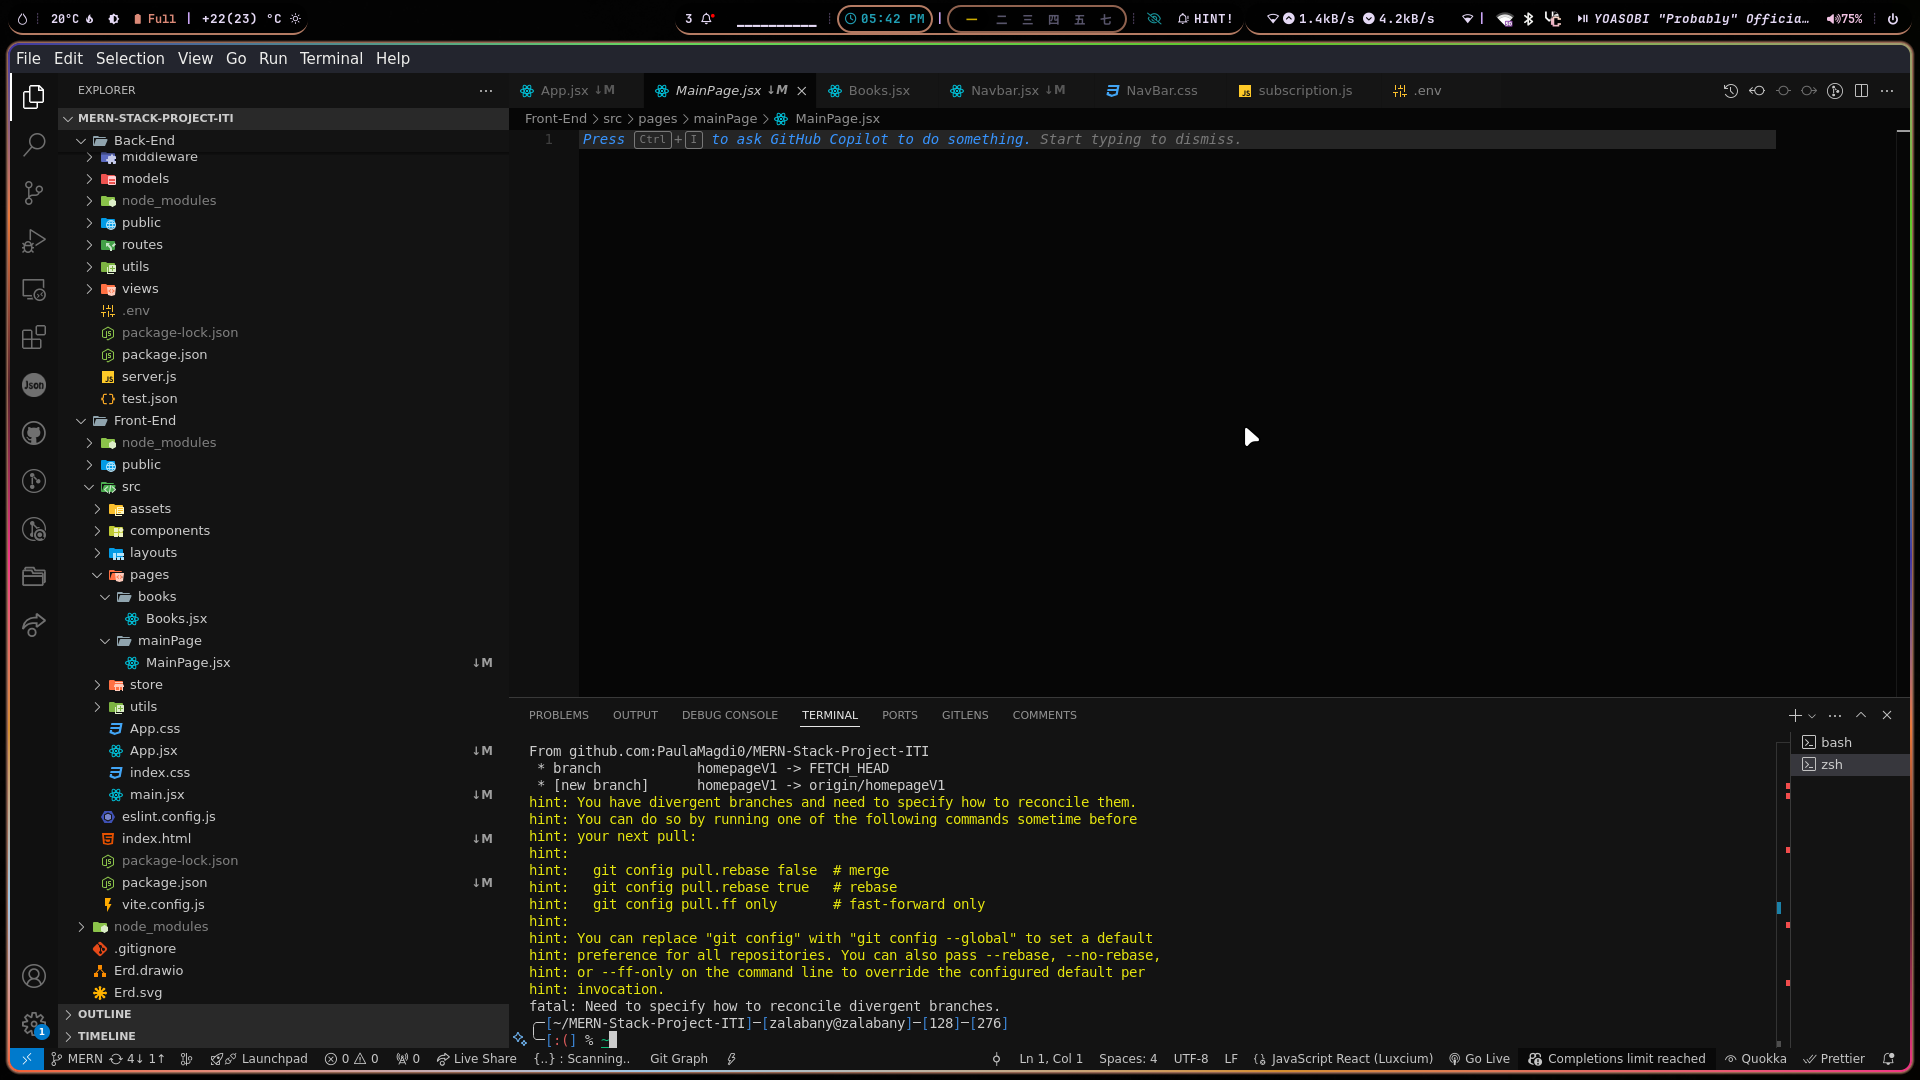 20°C
Full
+22(23) °C
3
05:42 PM
一 二 三 四 五 七
HINT!
1.4kB/s
4.2kB/s
YOASOBI "Probably" Officia…
75%
File Edit Selection View Go Run Terminal Help
EXPLORER
MERN-STACK-PROJECT-ITI
Back-End
middleware
models
node_modules
public
routes
utils
views
.env
package-lock.json
package.json
server.js
test.json
Front-End
node_modules
public
src
assets
components
layouts
pages
books
Books.jsx
mainPage
MainPage.jsx ↓M
store
utils
App.css
App.jsx ↓M
index.css
main.jsx ↓M
eslint.config.js
index.html ↓M
package-lock.json
package.json ↓M
vite.config.js
node_modules
.gitignore
Erd.drawio
Erd.svg
OUTLINE
TIMELINE
Json
1
App.jsx ↓M
MainPage.jsx ↓M
Books.jsx
Navbar.jsx ↓M
NavBar.css
subscription.js
.env
Front-End > src > pages > mainPage > MainPage.jsx
1 Press Ctrl+I to ask GitHub Copilot to do something. Start typing to dismiss.
PROBLEMS OUTPUT DEBUG CONSOLE TERMINAL PORTS GITLENS COMMENTS
From github.com:PaulaMagdi0/MERN-Stack-Project-ITI
* branch homepageV1 -> FETCH_HEAD
* [new branch] homepageV1 -> origin/homepageV1
hint: You have divergent branches and need to specify how to reconcile them.
hint: You can do so by running one of the following commands sometime before
hint: your next pull:
hint:
hint: git config pull.rebase false # merge
hint: git config pull.rebase true # rebase
hint: git config pull.ff only # fast-forward only
hint:
hint: You can replace "git config" with "git config --global" to set a default
hint: preference for all repositories. You can also pass --rebase, --no-rebase,
hint: or --ff-only on the command line to override the configured default per
hint: invocation.
fatal: Need to specify how to reconcile divergent branches.
╭─[~/MERN-Stack-Project-ITI]─[zalabany@zalabany]─[128]─[276]
╰─[:(] % ~
bash
zsh
MERN 4↓ 1↑
Launchpad
0 0
0
Live Share
{..} : Scanning..
Git Graph
Ln 1, Col 1
Spaces: 4
UTF-8
LF
JavaScript React (Luxcium)
Go Live
Completions limit reached
Quokka
Prettier